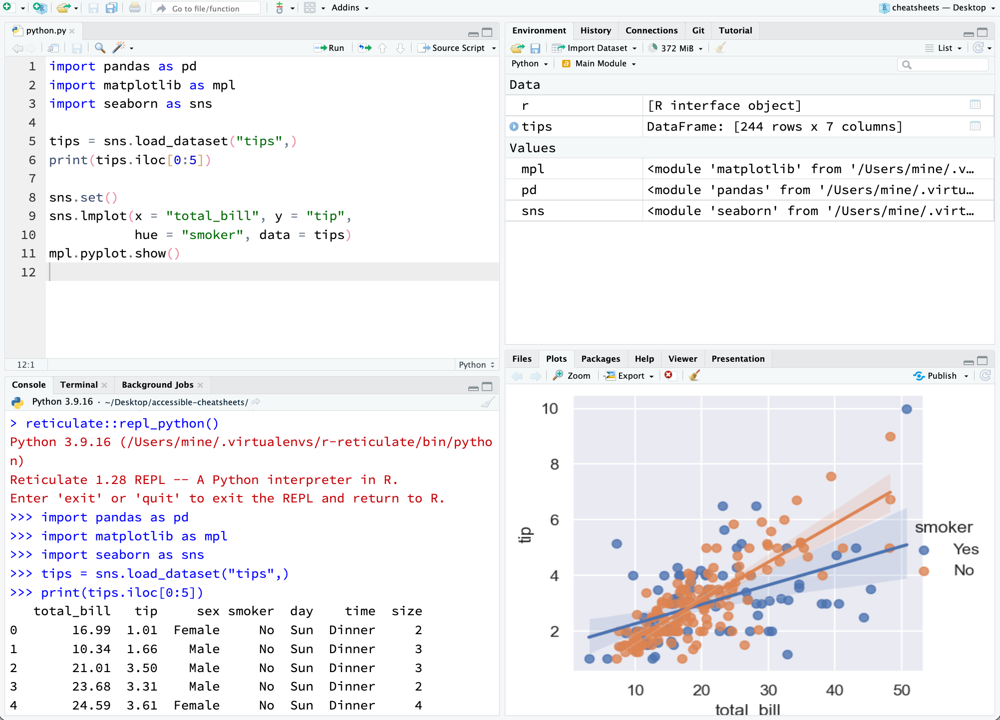 Go to file/function
Addins
cheatsheets — Desktop
python.py
Run
Source Script
1 import pandas as pd
2 import matplotlib as mpl
3 import seaborn as sns
4
5 tips = sns.load_dataset("tips",)
6 print(tips.iloc[0:5])
7
8 sns.set()
9 sns.lmplot(x = "total_bill", y = "tip",
10 hue = "smoker", data = tips)
11 mpl.pyplot.show()
12
12:1 Python
Console Terminal Background Jobs
Python 3.9.16 · ~/Desktop/accessible-cheatsheets/
> reticulate::repl_python()
Python 3.9.16 (/Users/mine/.virtualenvs/r-reticulate/bin/pytho
n)
Reticulate 1.28 REPL -- A Python interpreter in R.
Enter 'exit' or 'quit' to exit the REPL and return to R.
>>> import pandas as pd
>>> import matplotlib as mpl
>>> import seaborn as sns
>>> tips = sns.load_dataset("tips",)
>>> print(tips.iloc[0:5])
total_bill tip sex smoker day time size
0 16.99 1.01 Female No Sun Dinner 2
1 10.34 1.66 Male No Sun Dinner 3
2 21.01 3.50 Male No Sun Dinner 3
3 23.68 3.31 Male No Sun Dinner 2
4 24.59 3.61 Female No Sun Dinner 4
Environment History Connections Git Tutorial
Import Dataset 372 MiB List
Python Main Module
Data
r [R interface object]
tips DataFrame: [244 rows x 7 columns]
Values
mpl <module 'matplotlib' from '/Users/mine/.v…
pd <module 'pandas' from '/Users/mine/.virtu…
sns <module 'seaborn' from '/Users/mine/.virt…
Files Plots Packages Help Viewer Presentation
Zoom Export Publish
10
8
6
4
2
tip
smoker
Yes
No
10 20 30 40 50
total_bill